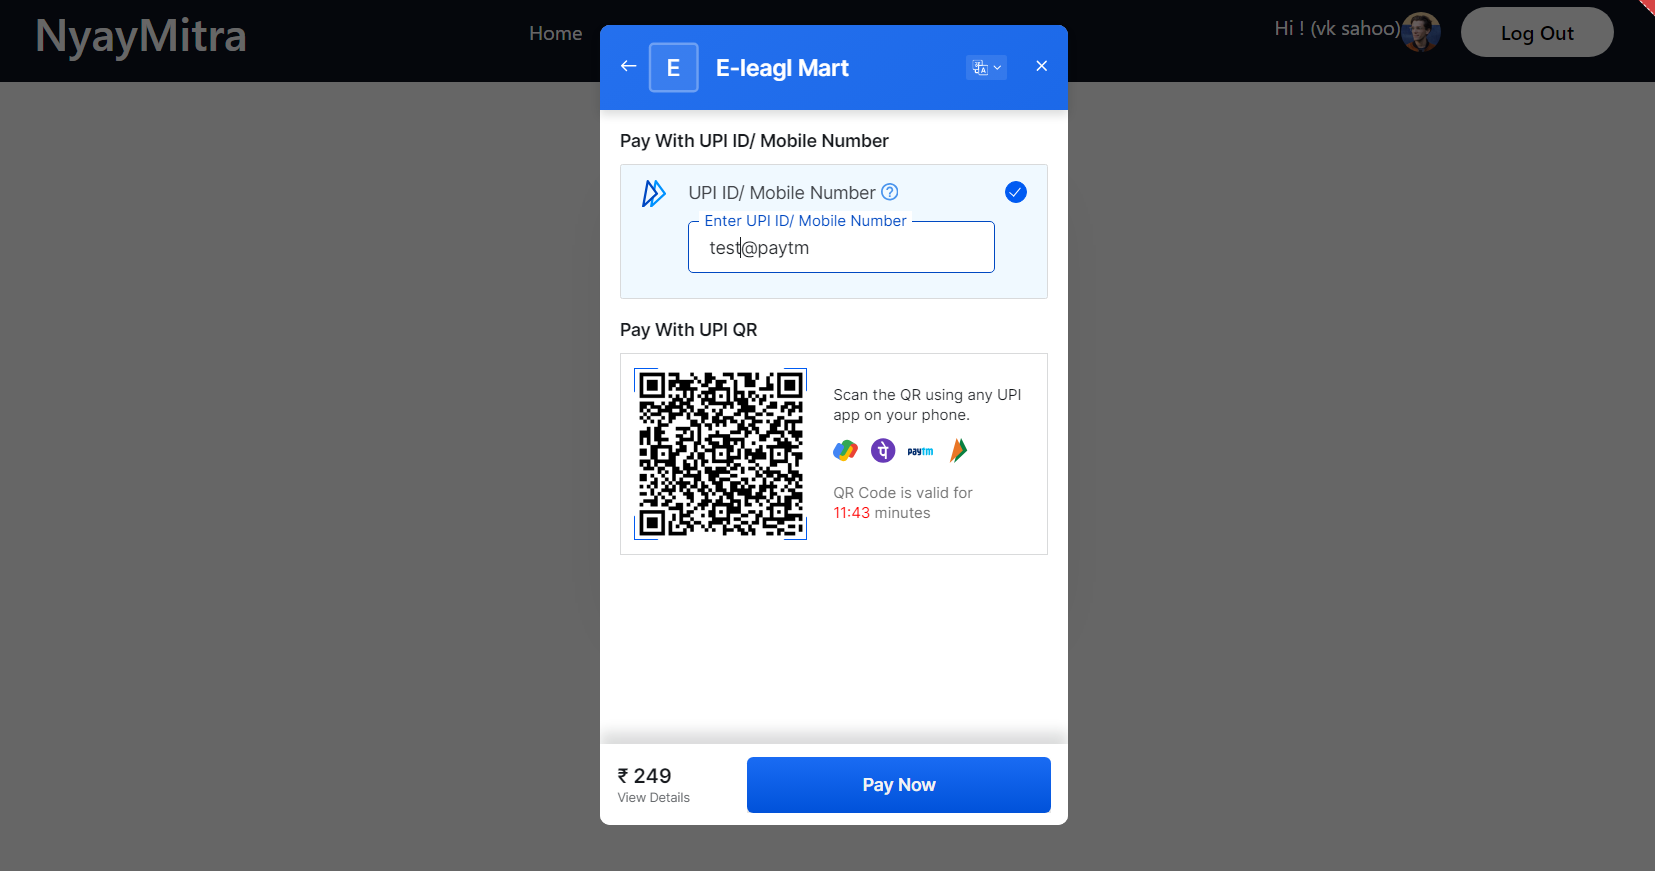 NyayMitra
Home
Hi ! (vk sahoo)
Log Out
E
E-leagl Mart
Pay With UPI ID/ Mobile Number
UPI ID/ Mobile Number
Enter UPI ID/ Mobile Number
test@paytm
Pay With UPI QR
Scan the QR using any UPI
app on your phone.
पे
paytm
QR Code is valid for
11:43 minutes
₹ 249
View Details
Pay Now